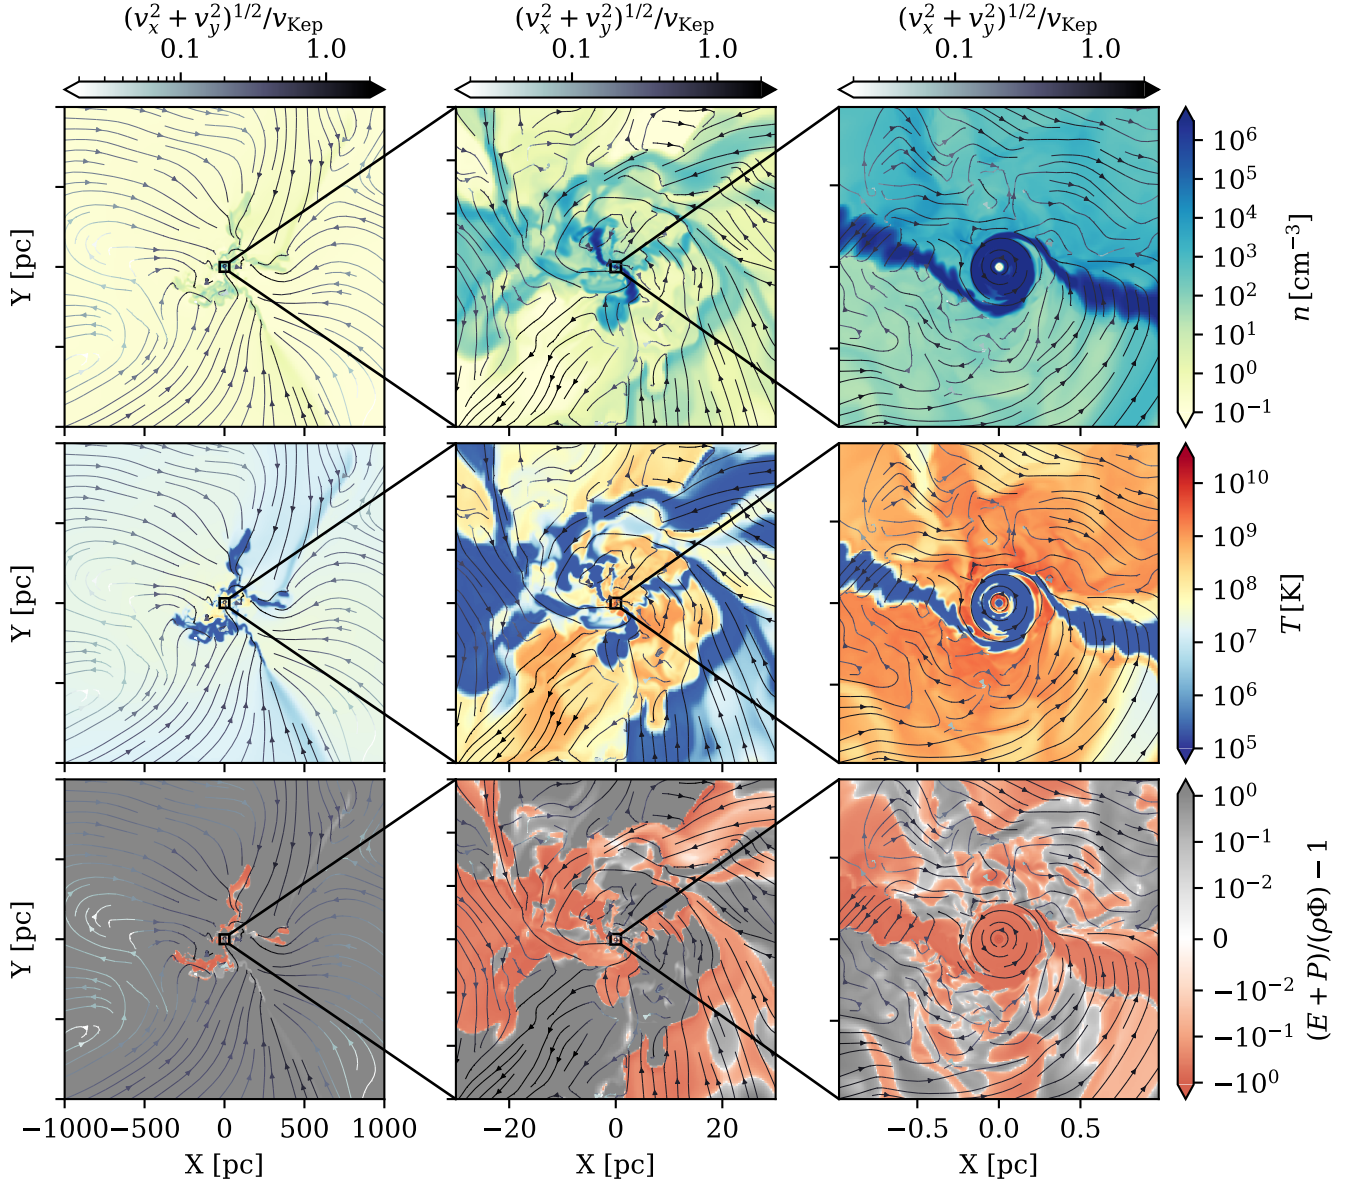 (v_x^2 + v_y^2)^{1/2}/v_Kep (v_x^2 + v_y^2)^{1/2}/v_Kep (v_x^2 + v_y^2)^{1/2}/v_Kep
0.1 1.0 0.1 1.0 0.1 1.0
Y [pc]
10^6
10^5
10^4
10^3
10^2
10^1
10^0
10^{-1}
n [cm^{-3}]
Y [pc]
10^{10}
10^9
10^8
10^7
10^6
10^5
T [K]
Y [pc]
10^0
10^{-1}
10^{-2}
0
−10^{-2}
−10^{-1}
−10^0
(E + P)/(ρΦ) − 1
−1000 −500 0 500 1000 −20 0 20 −0.5 0.0 0.5
X [pc] X [pc] X [pc]